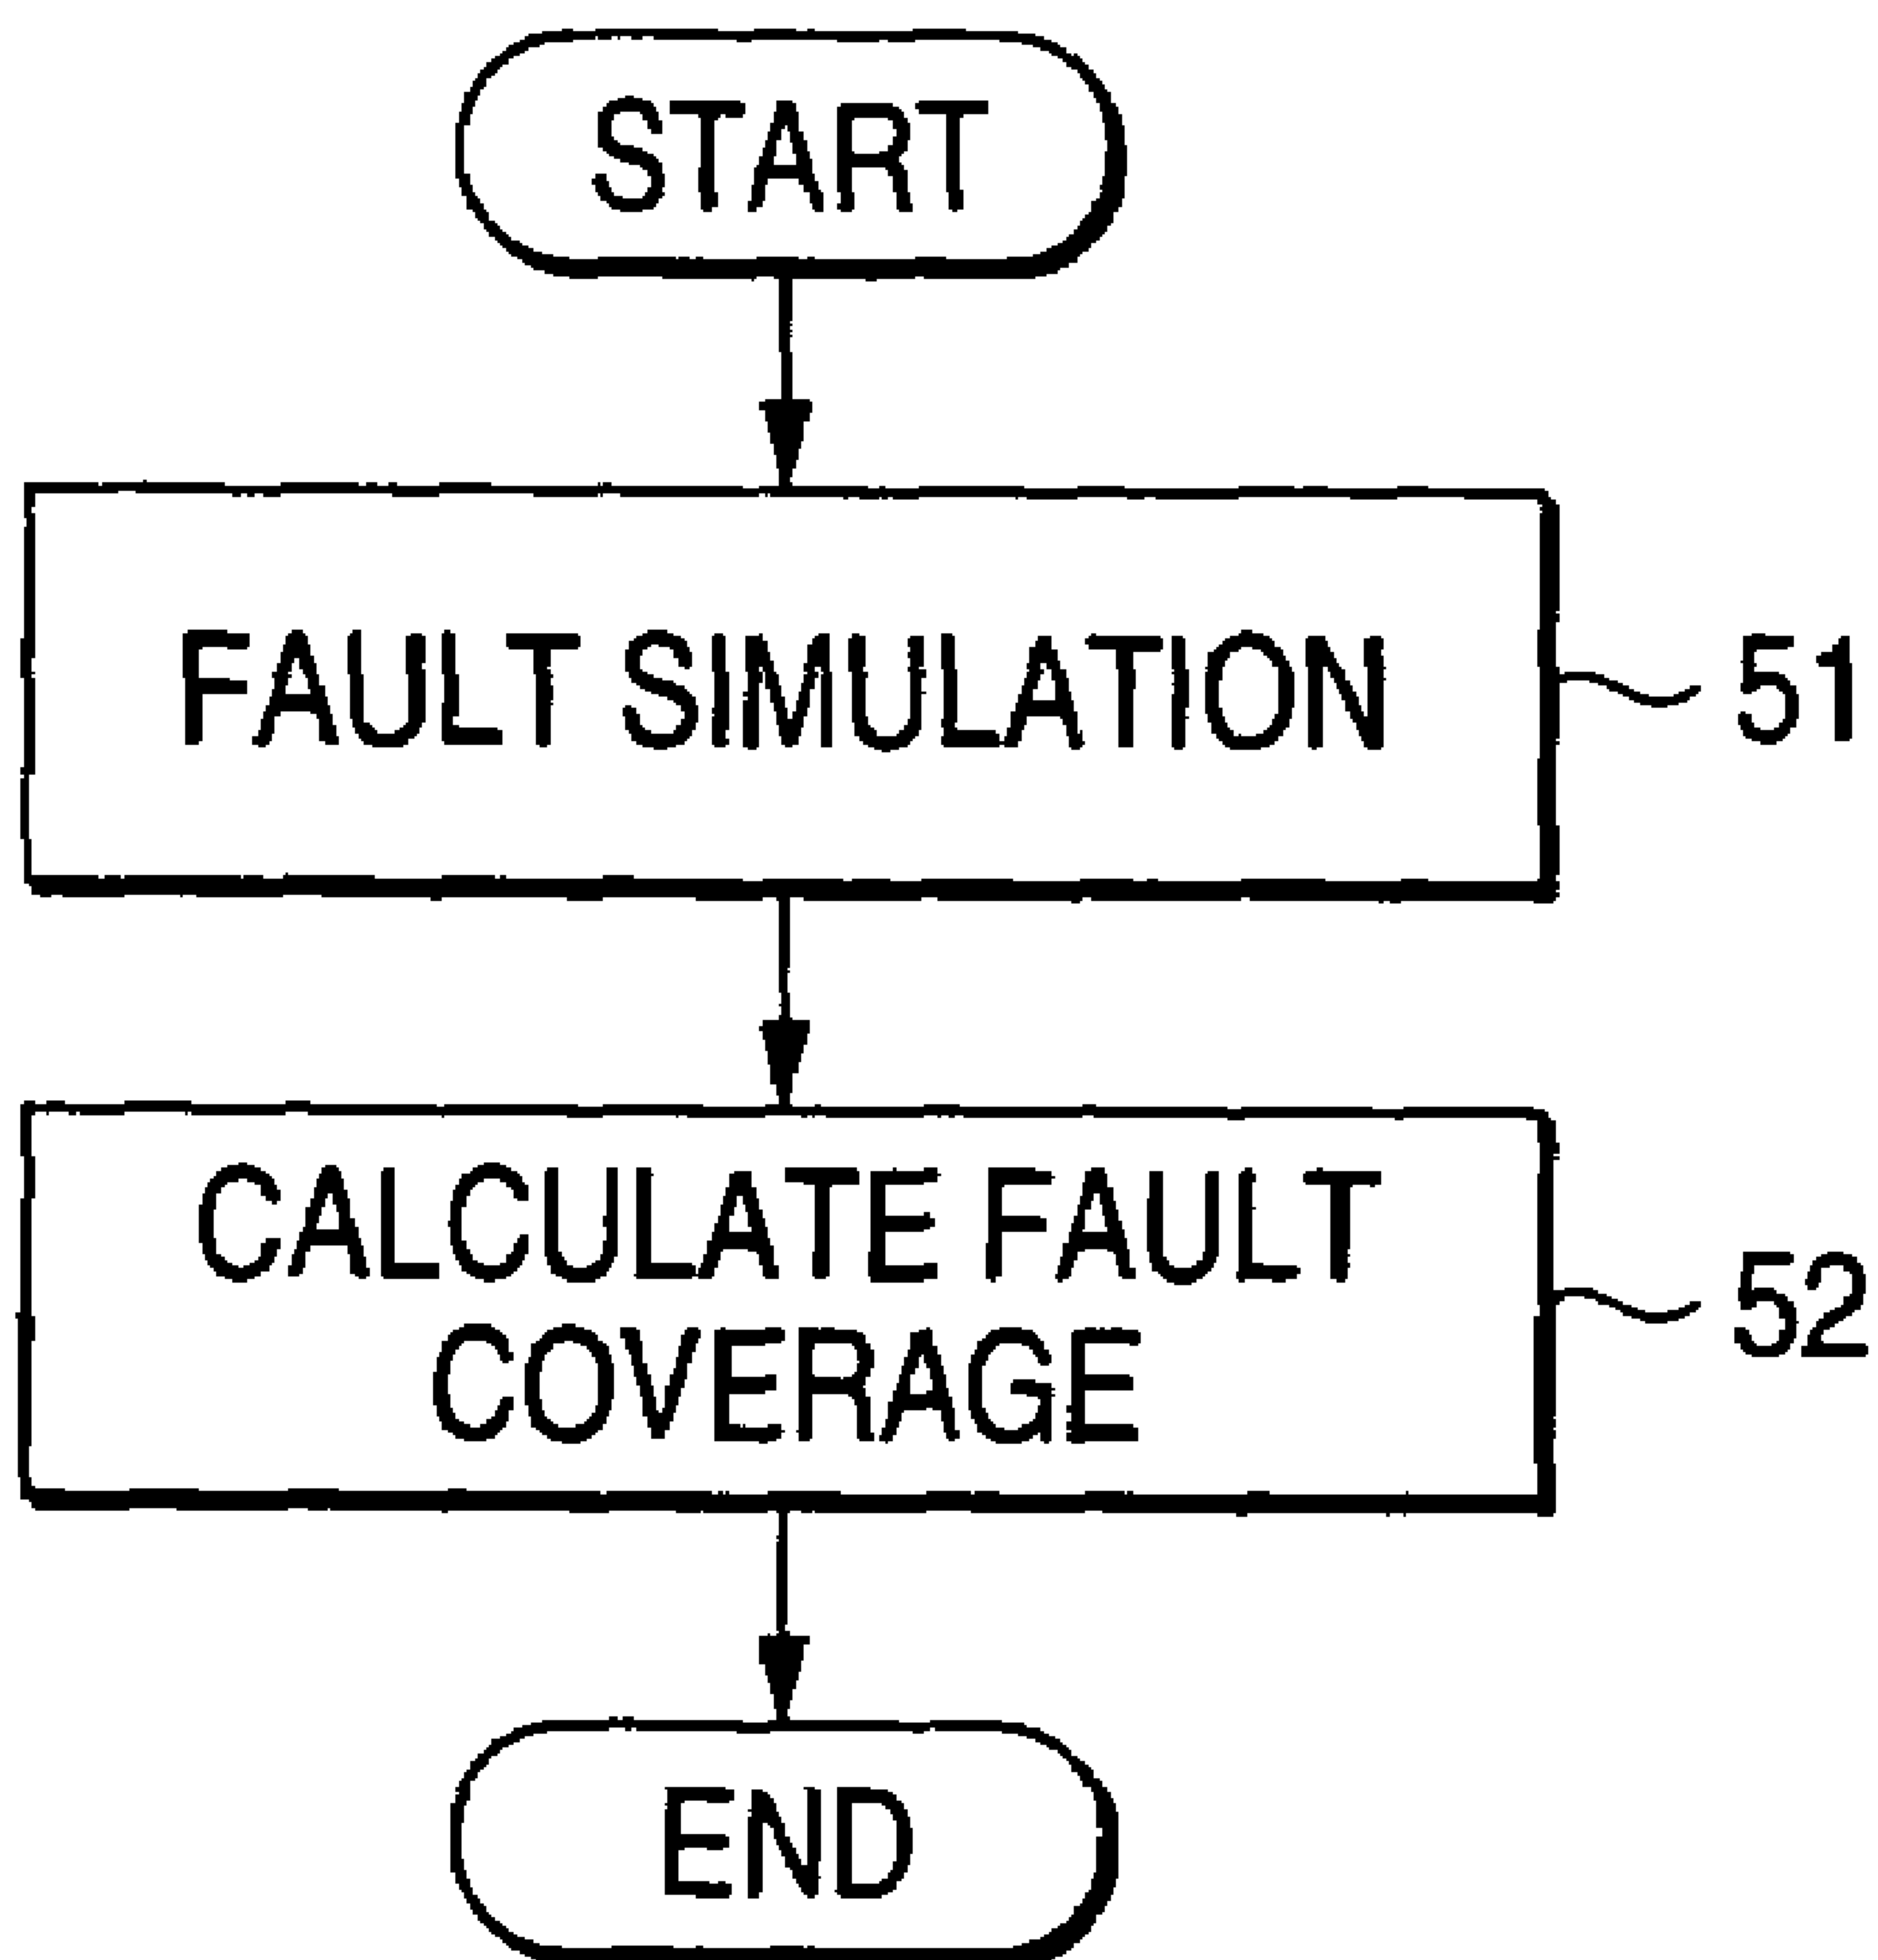 START
FAULT SIMULATION
51
CALCULATE FAULT
COVERAGE
52
END